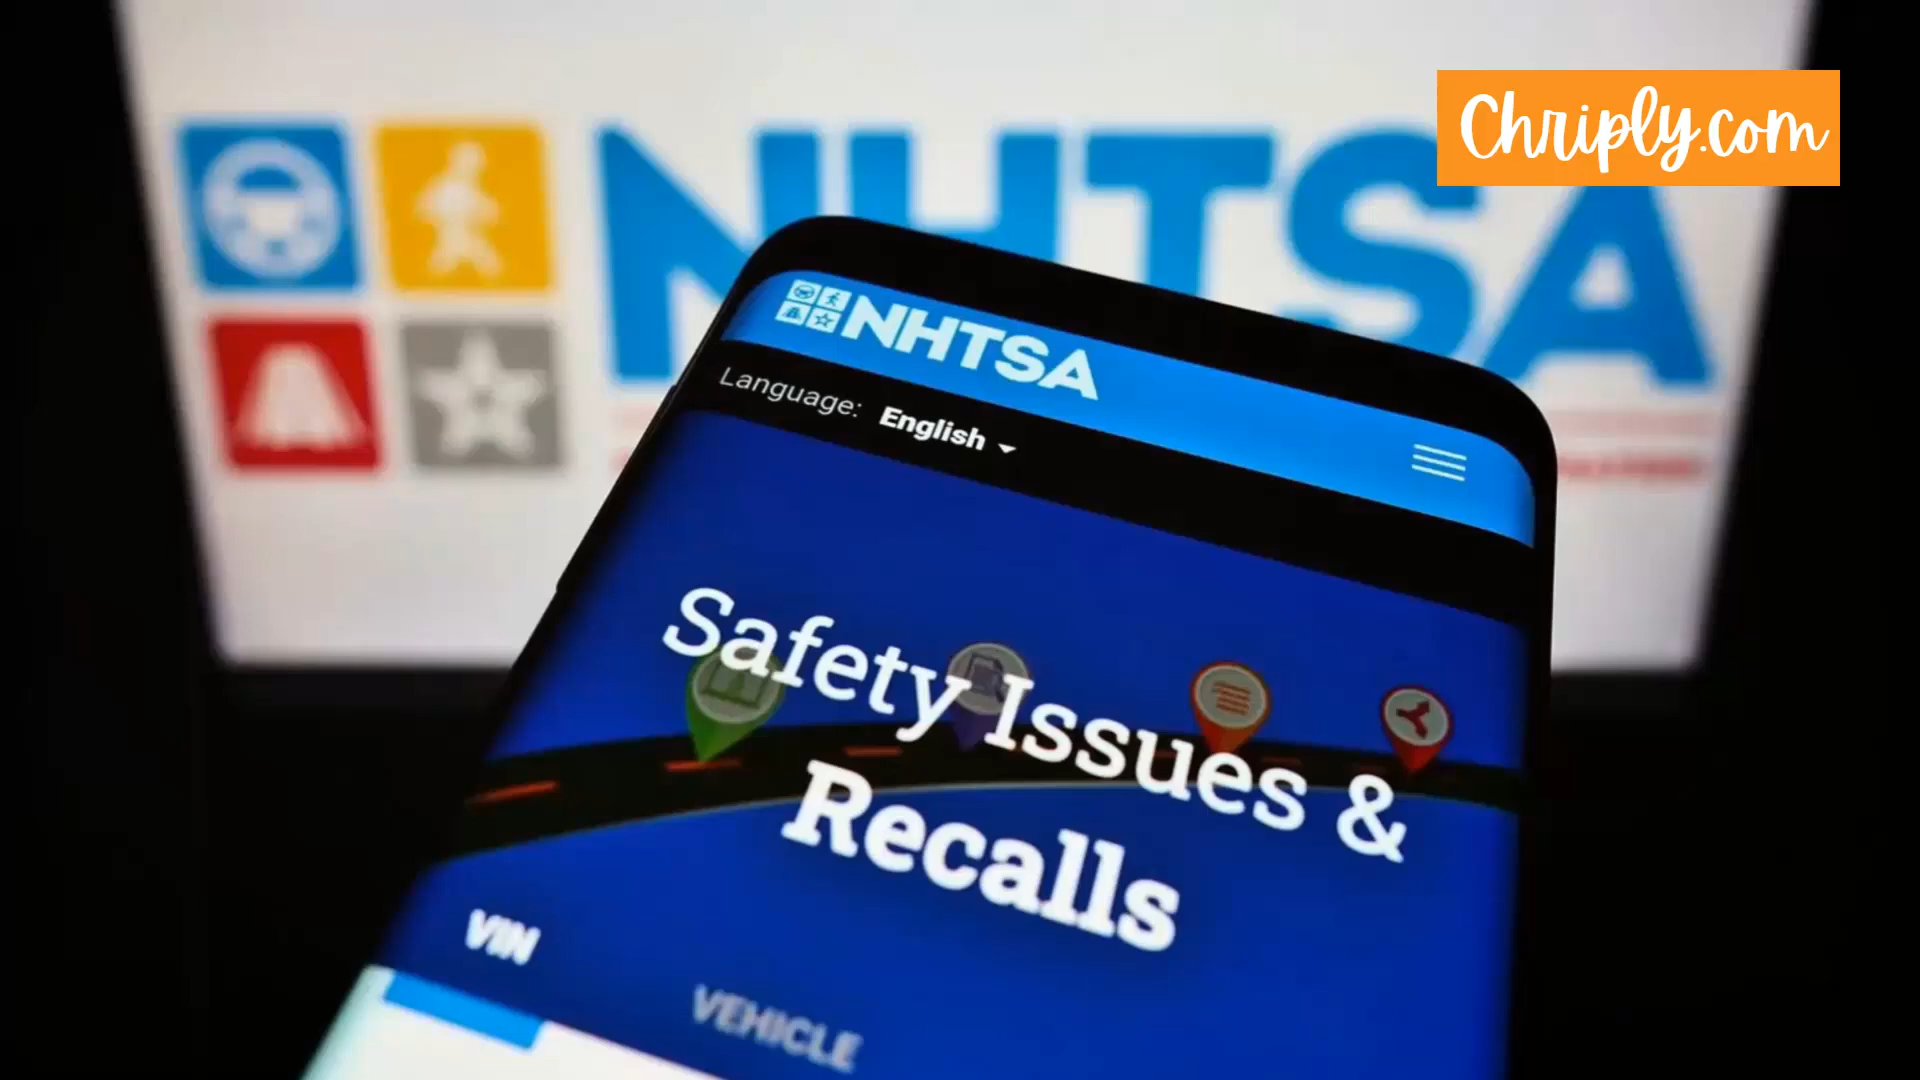 NHTSA
Chriply.com
NHTSA
Language: English
Safety Issues &
Recalls
VIN
VEHICLE